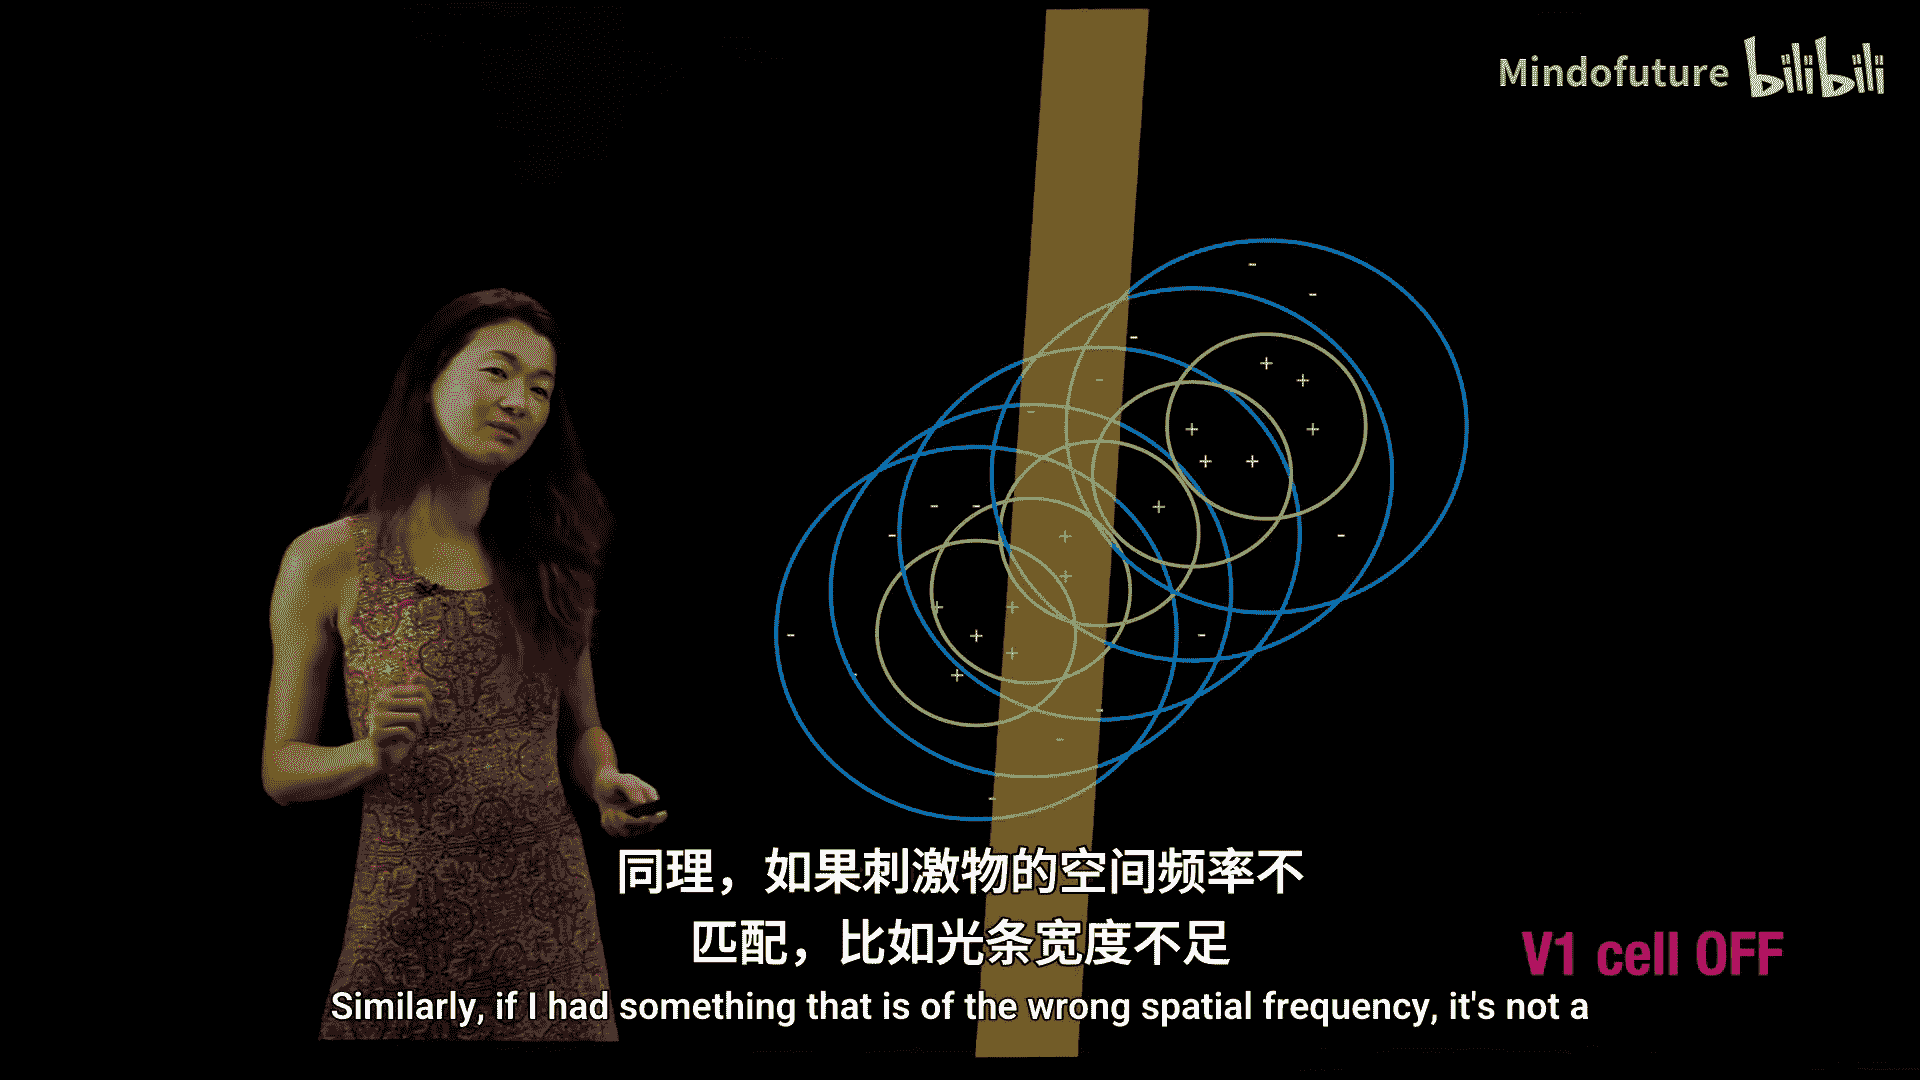 Mindofuture bilibili
同理，如果刺激物的空间频率不
匹配，比如光条宽度不足
V1 cell OFF
Similarly, if I had something that is of the wrong spatial frequency, it's not a